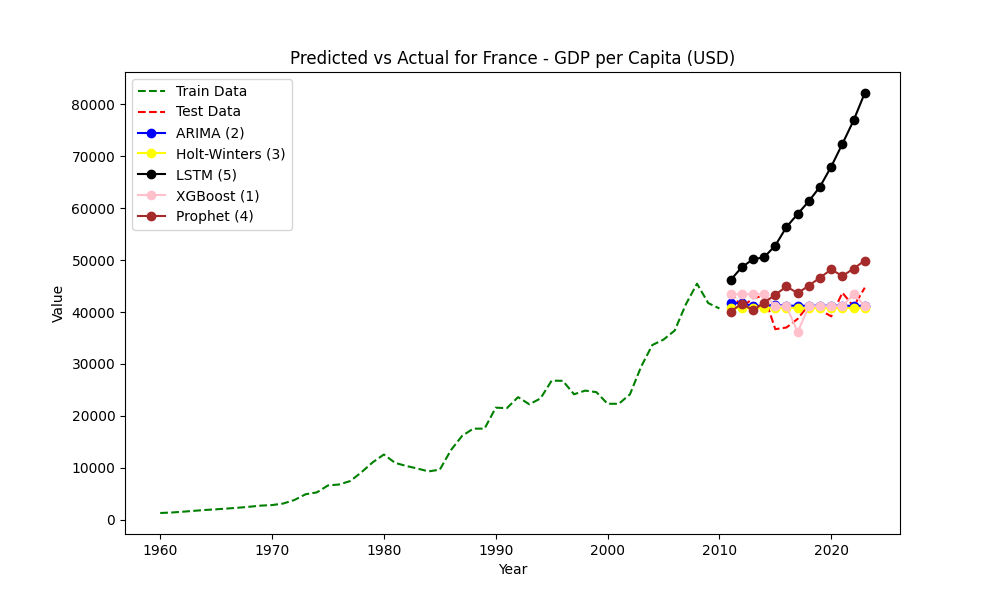 Predicted vs Actual for France - GDP per Capita (USD)
Train Data
Test Data
ARIMA (2)
Holt-Winters (3)
LSTM (5)
XGBoost (1)
Prophet (4)
Value
80000
70000
60000
50000
40000
30000
20000
10000
0
1960 1970 1980 1990 2000 2010 2020
Year